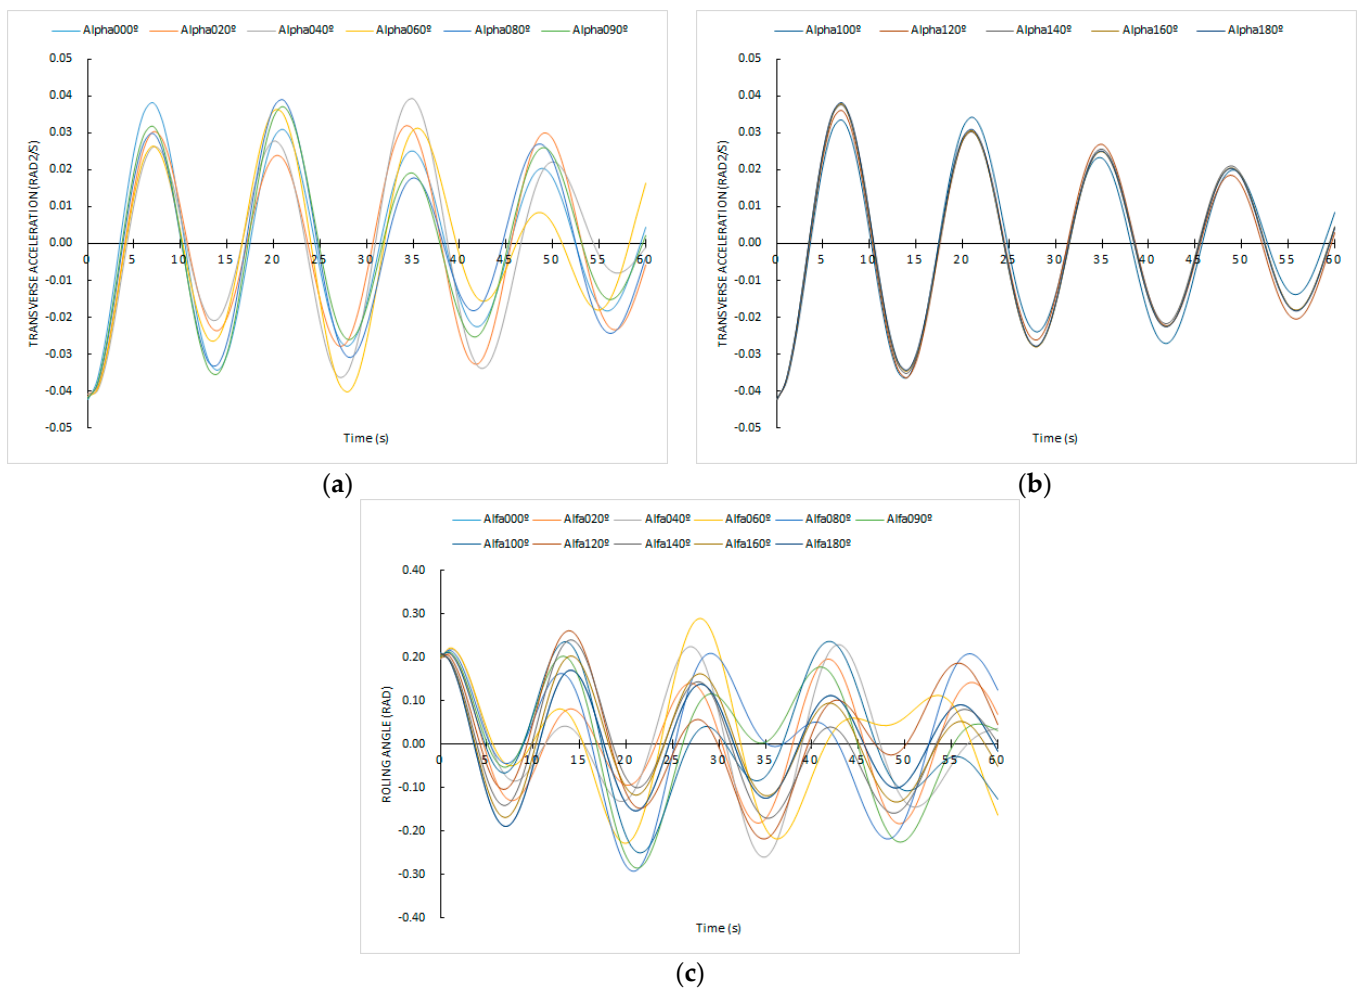 Alpha000º Alpha020º Alpha040º Alpha060º Alpha080º Alpha090º
0.05
0.04
0.03
0.02
0.01
0.00
-0.01
-0.02
-0.03
-0.04
-0.05
TRANSVERSE ACCELERATION (RAD2/S)
0 5 10 15 20 25 30 35 40 45 50 55 60
Time (s)
(a)
Alpha100º Alpha120º Alpha140º Alpha160º Alpha180º
0.05
0.04
0.03
0.02
0.01
0.00
-0.01
-0.02
-0.03
-0.04
-0.05
TRANSVERSE ACCELERATION (RAD2/S)
0 5 10 15 20 25 30 35 40 45 50 55 60
Time (s)
(b)
Alfa000º Alfa020º Alfa040º Alfa060º Alfa080º Alfa090º
Alfa100º Alfa120º Alfa140º Alfa160º Alfa180º
0.40
0.30
0.20
0.10
0.00
-0.10
-0.20
-0.30
-0.40
ROLING ANGLE (RAD)
0 5 10 15 20 25 30 35 40 45 50 55 60
Time (s)
(c)